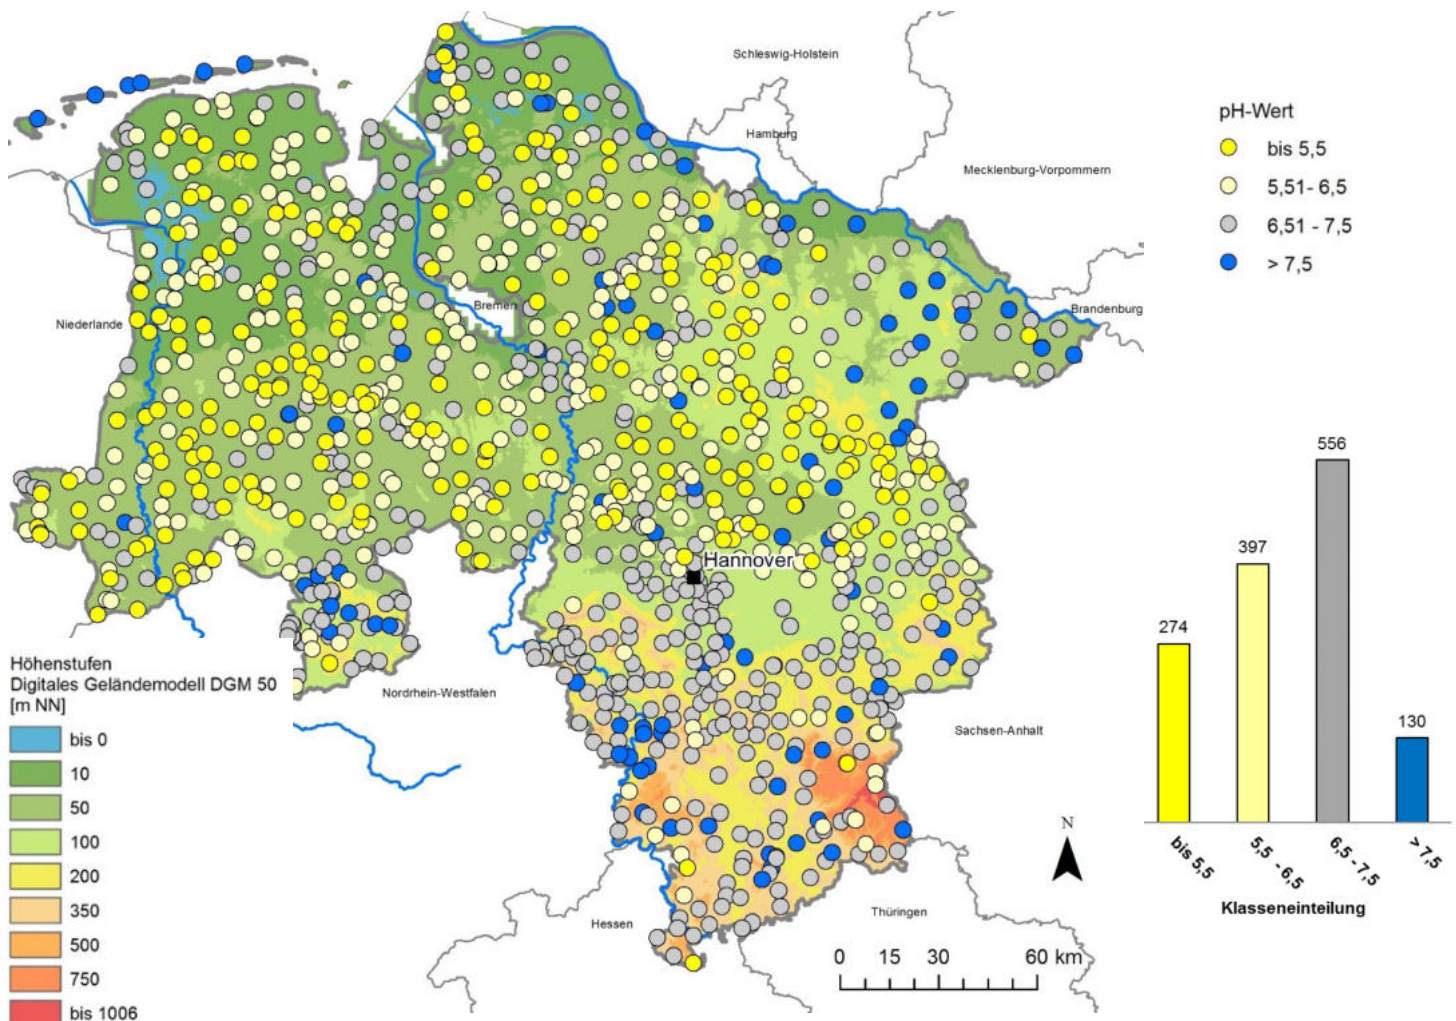 Schleswig-Holstein
Hamburg
Mecklenburg-Vorpommern
Brandenburg
Niederlande
Bremen
Hannover
Nordrhein-Westfalen
Sachsen-Anhalt
Hessen
Thüringen
N
0 15 30 60 km
pH-Wert
bis 5,5
5,51- 6,5
6,51 - 7,5
> 7,5
Höhenstufen
Digitales Geländemodell DGM 50
[m NN]
bis 0
10
50
100
200
350
500
750
bis 1006
274
397
556
130
bis 5,5
5,5 - 6,5
6,5 - 7,5
> 7,5
Klasseneinteilung